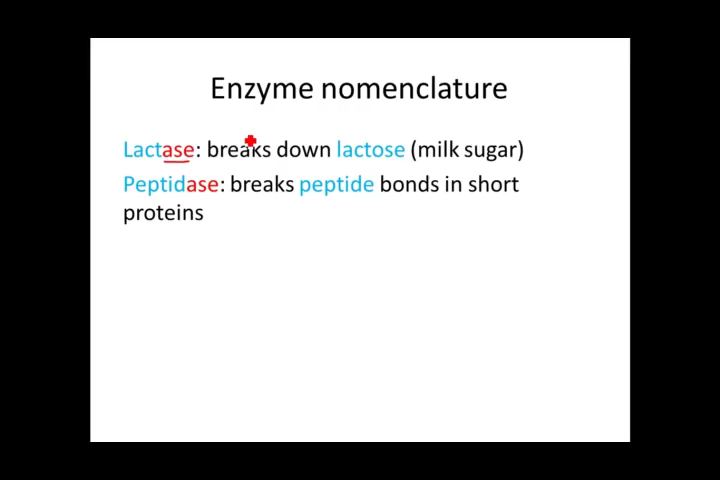 Enzyme nomenclature
Lactase: breaks down lactose (milk sugar)
Peptidase: breaks peptide bonds in short
proteins